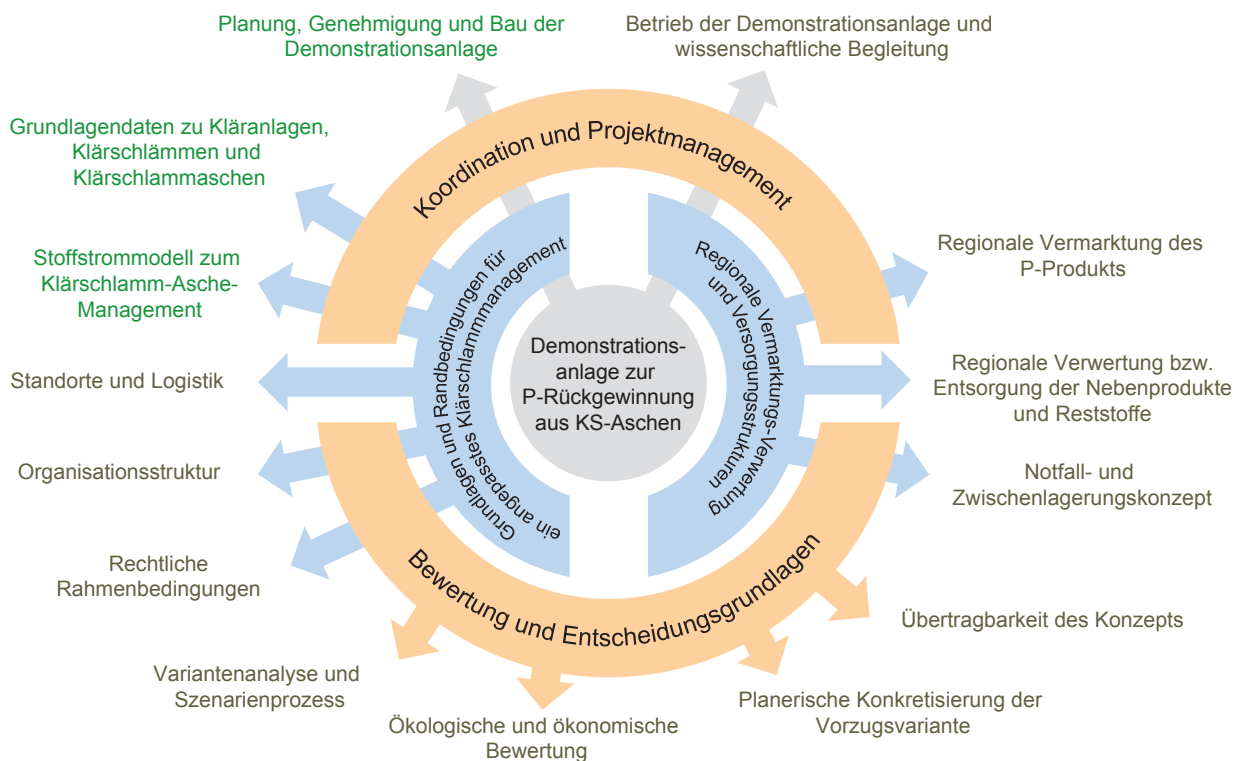 Planung, Genehmigung und Bau der
Demonstrationsanlage
Betrieb der Demonstrationsanlage und
wissenschaftliche Begleitung
Grundlagendaten zu Kläranlagen,
Klärschlämmen und
Klärschlammaschen
Stoffstrommodell zum
Klärschlamm-Asche-
Management
Standorte und Logistik
Organisationsstruktur
Rechtliche
Rahmenbedingungen
Variantenanalyse und
Szenarienprozess
Ökologische und ökonomische
Bewertung
Koordination und Projektmanagement
Grundlagen und Randbedingungen für
ein angepasstes Klärschlammmanagement
Demonstrations-
anlage zur
P-Rückgewinnung
aus KS-Aschen
Regionale Vermarktungs-Verwertung
und Versorgungsstrukturen
Bewertung und Entscheidungsgrundlagen
Regionale Vermarktung des
P-Produkts
Regionale Verwertung bzw.
Entsorgung der Nebenprodukte
und Reststoffe
Notfall- und
Zwischenlagerungskonzept
Übertragbarkeit des Konzepts
Planerische Konkretisierung der
Vorzugsvariante